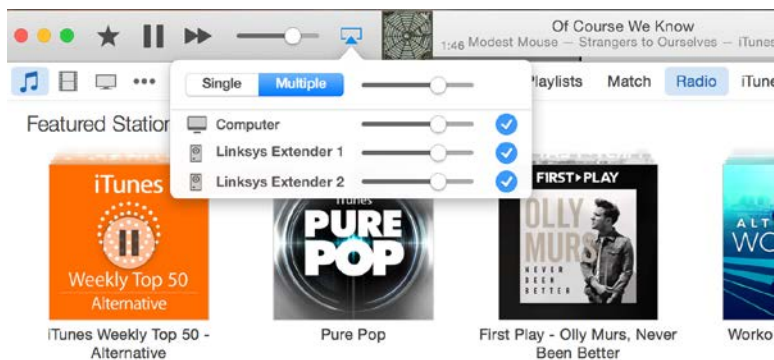 Of Course We Know
1:46 Modest Mouse — Strangers to Ourselves — iTunes
Single Multiple
Playlists Match Radio iTune
Featured Station
Computer
Linksys Extender 1
Linksys Extender 2
iTunes
Weekly Top 50
Alternative
iTunes
PURE
POP
FIRST▸PLAY
OLLY
MURS
NEVER
BEEN
BETTER
ALT
WO
iTunes Weekly Top 50 -
Alternative
Pure Pop
First Play - Olly Murs, Never
Been Better
Worko